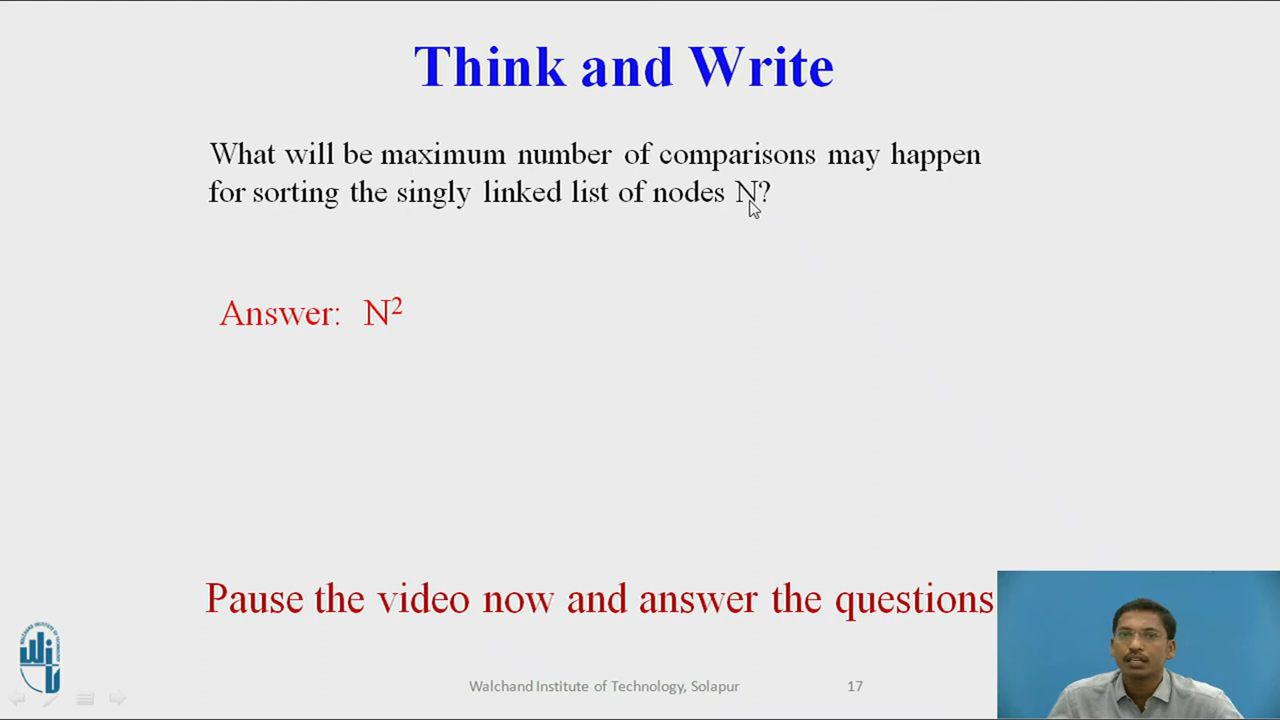 Think and Write
What will be maximum number of comparisons may happen
for sorting the singly linked list of nodes N?
Answer: N²
Pause the video now and answer the questions
Walchand Institute of Technology, Solapur
17